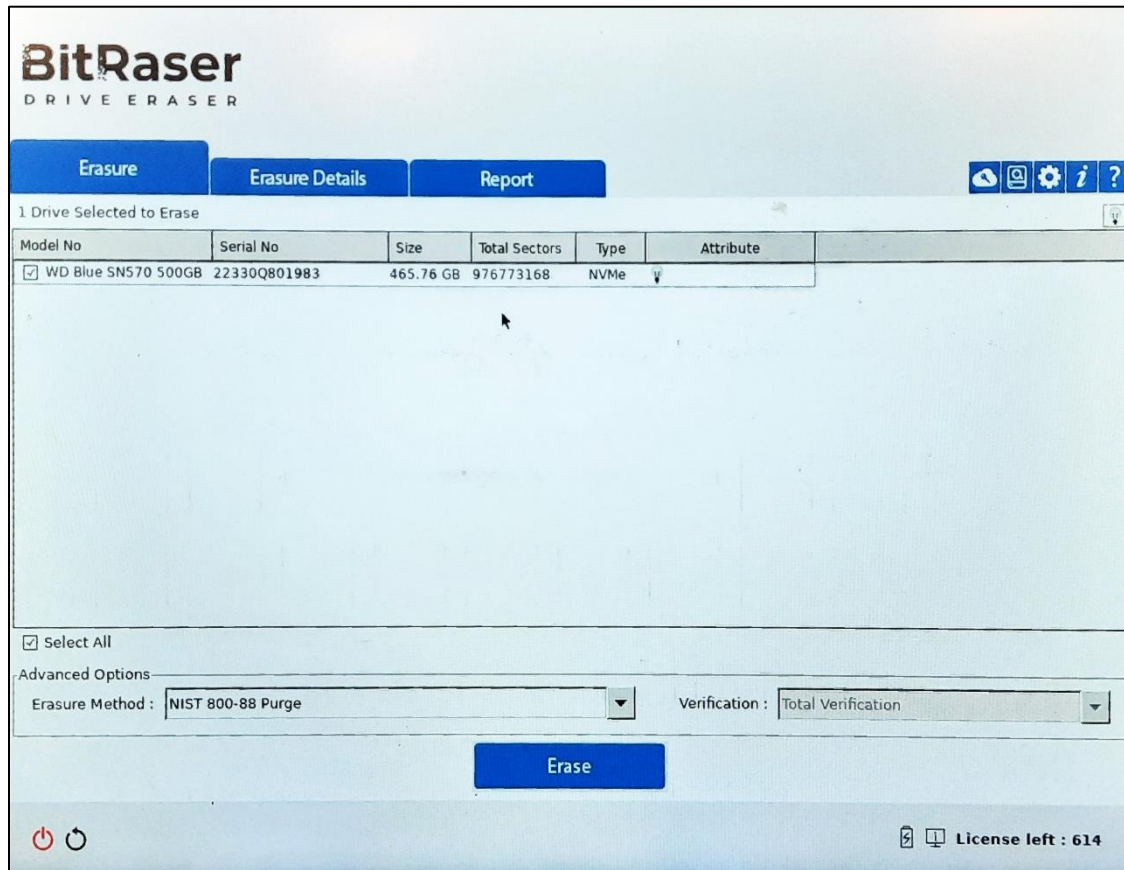 BitRaser
DRIVE ERASER
Erasure
Erasure Details
Report
i ?
1 Drive Selected to Erase
Model No Serial No Size Total Sectors Type Attribute
WD Blue SN570 500GB 22330Q801983 465.76 GB 976773168 NVMe
Select All
Advanced Options
Erasure Method : NIST 800-88 Purge Verification : Total Verification
Erase
License left : 614